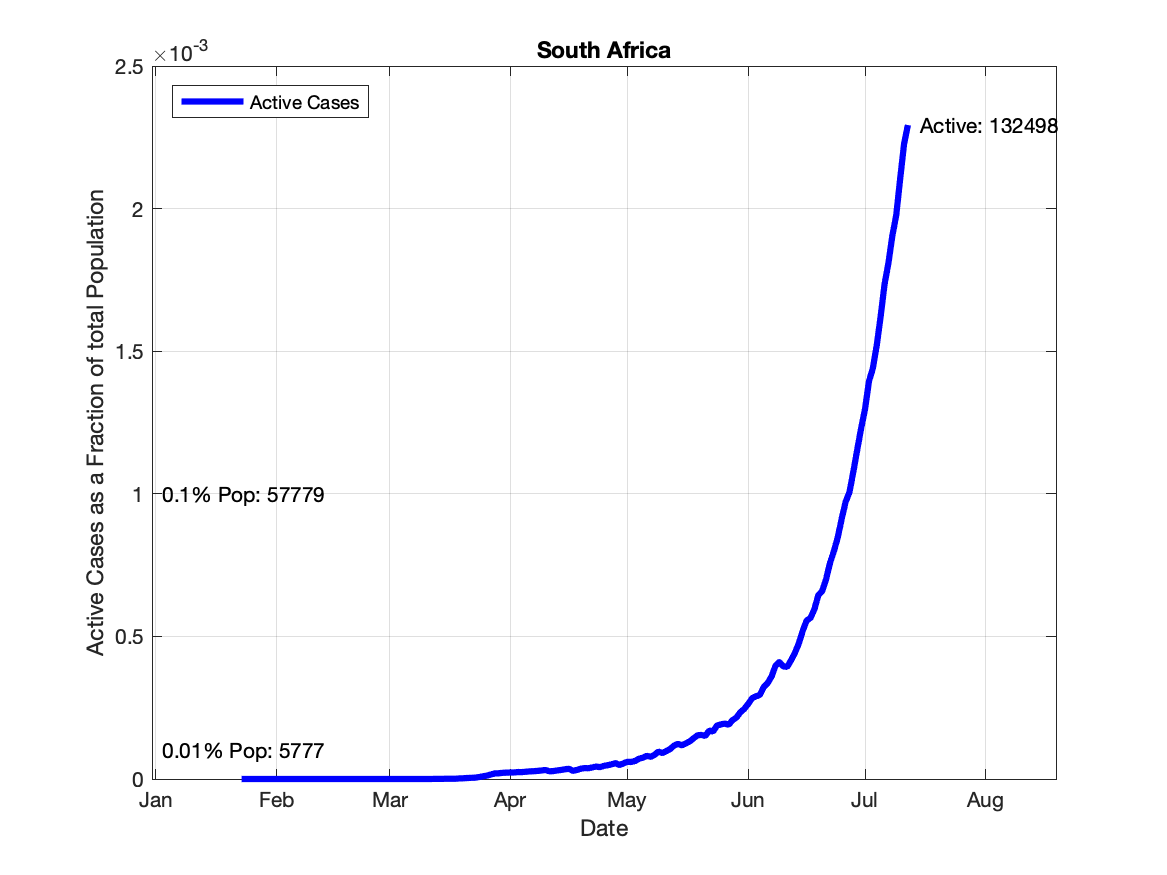 South Africa
×10-3
2.5
2
1.5
1
0.5
0
Active Cases
Active: 132498
0.1% Pop: 57779
0.01% Pop: 5777
Active Cases as a Fraction of total Population
Jan Feb Mar Apr May Jun Jul Aug
Date